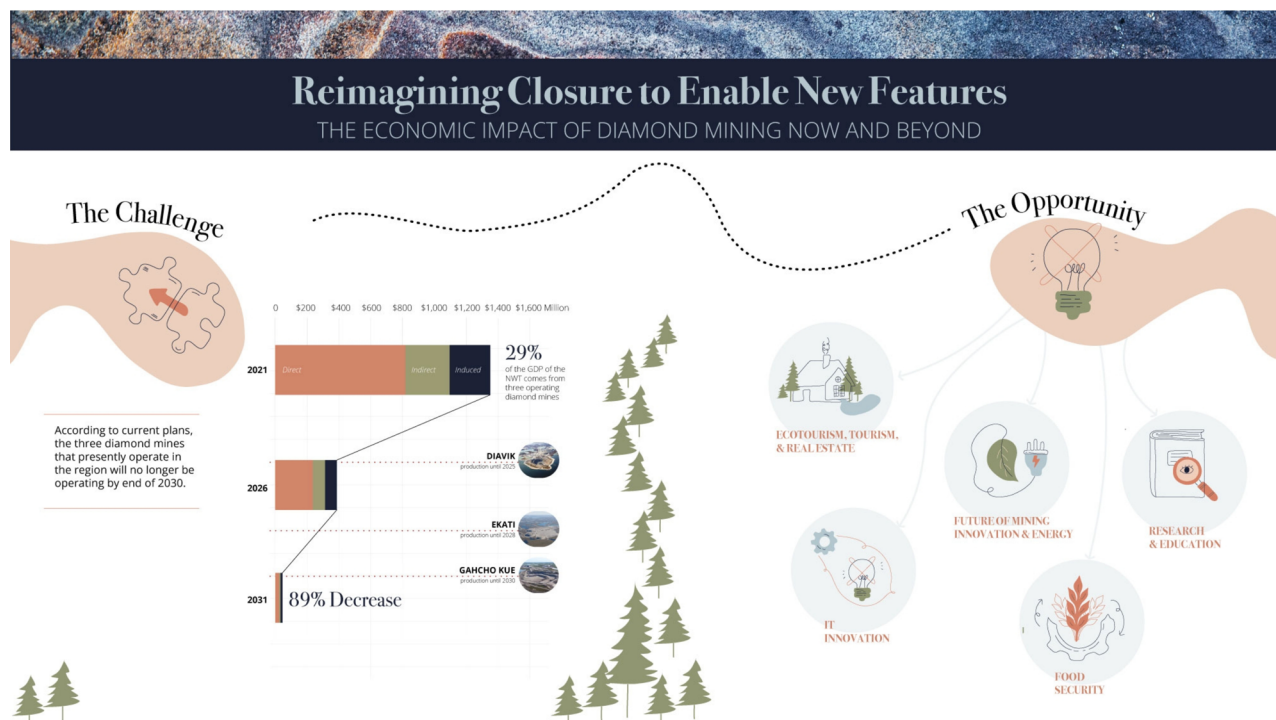 Reimagining Closure to Enable New Features
THE ECONOMIC IMPACT OF DIAMOND MINING NOW AND BEYOND
The Challenge
According to current plans,
the three diamond mines
that presently operate in
the region will no longer be
operating by end of 2030.
0 $200 $400 $600 $800 $1,000 $1,200 $1,400 $1,600 Million
2021
Direct
Indirect
Induced
29%
of the GDP of the
NWT comes from
three operating
diamond mines
DIAVIK
production until 2025
2026
EKATI
production until 2028
GAHCHO KUE
production until 2030
2031
89% Decrease
The Opportunity
ECOTOURISM, TOURISM,
& REAL ESTATE
FUTURE OF MINING
INNOVATION & ENERGY
RESEARCH
& EDUCATION
IT
INNOVATION
FOOD
SECURITY